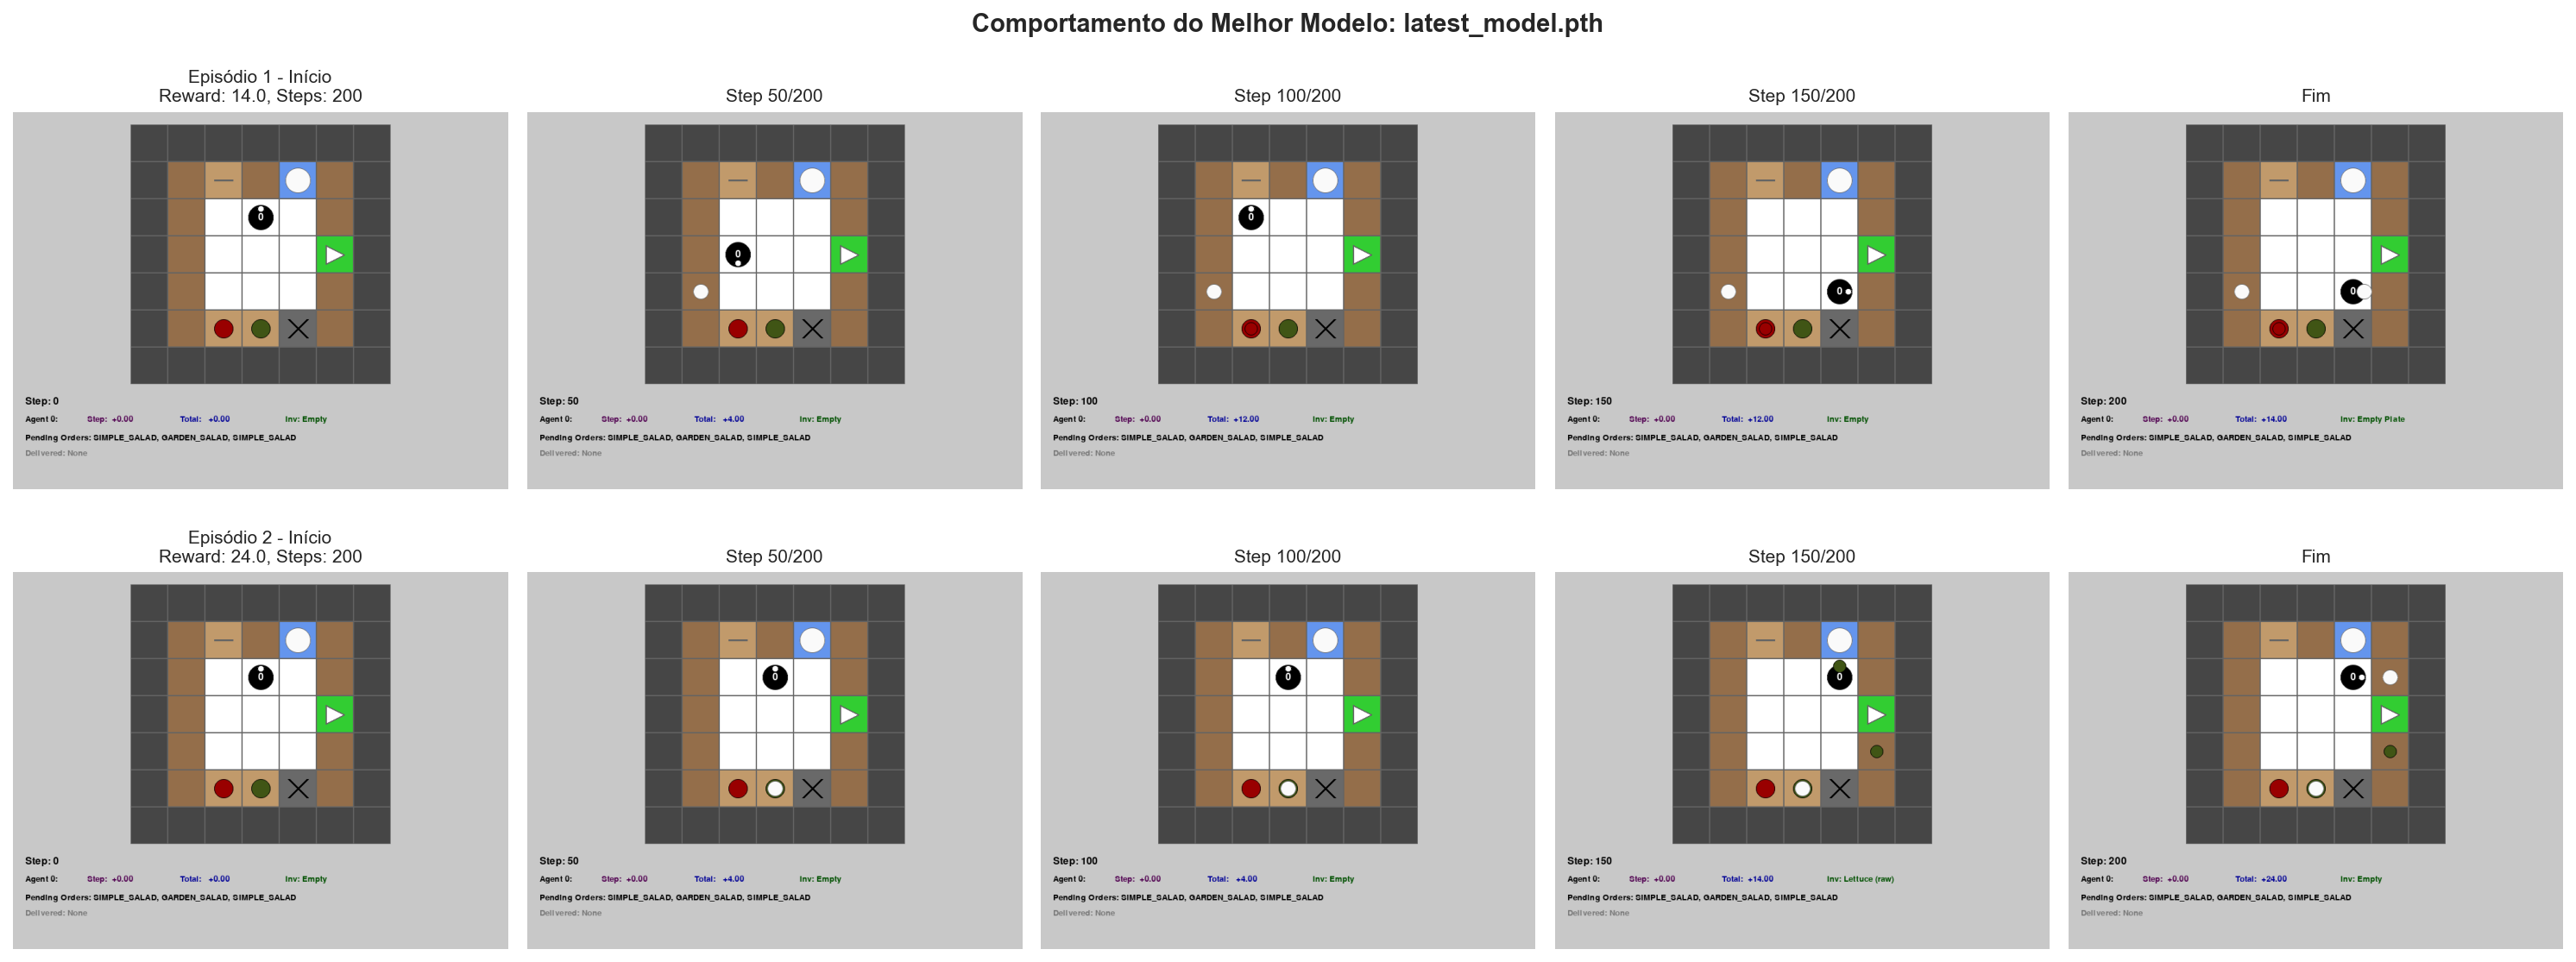 Comportamento do Melhor Modelo: latest_model.pth
Episódio 1 - Início
Reward: 14.0, Steps: 200
Step 50/200
Step 100/200
Step 150/200
Fim
0
0
0
0
0
Step: 0
Agent 0: Step: +0.00 Total: +0.00 Inv: Empty
Pending Orders: SIMPLE_SALAD, GARDEN_SALAD, SIMPLE_SALAD
Delivered: None
Step: 50
Agent 0: Step: +0.00 Total: +4.00 Inv: Empty
Pending Orders: SIMPLE_SALAD, GARDEN_SALAD, SIMPLE_SALAD
Delivered: None
Step: 100
Agent 0: Step: +0.00 Total: +12.00 Inv: Empty
Pending Orders: SIMPLE_SALAD, GARDEN_SALAD, SIMPLE_SALAD
Delivered: None
Step: 150
Agent 0: Step: +0.00 Total: +12.00 Inv: Empty
Pending Orders: SIMPLE_SALAD, GARDEN_SALAD, SIMPLE_SALAD
Delivered: None
Step: 200
Agent 0: Step: +0.00 Total: +14.00 Inv: Empty Plate
Pending Orders: SIMPLE_SALAD, GARDEN_SALAD, SIMPLE_SALAD
Delivered: None
Episódio 2 - Início
Reward: 24.0, Steps: 200
Step 50/200
Step 100/200
Step 150/200
Fim
0
0
0
0
0
Step: 0
Agent 0: Step: +0.00 Total: +0.00 Inv: Empty
Pending Orders: SIMPLE_SALAD, GARDEN_SALAD, SIMPLE_SALAD
Delivered: None
Step: 50
Agent 0: Step: +0.00 Total: +4.00 Inv: Empty
Pending Orders: SIMPLE_SALAD, GARDEN_SALAD, SIMPLE_SALAD
Delivered: None
Step: 100
Agent 0: Step: +0.00 Total: +4.00 Inv: Empty
Pending Orders: SIMPLE_SALAD, GARDEN_SALAD, SIMPLE_SALAD
Delivered: None
Step: 150
Agent 0: Step: +0.00 Total: +14.00 Inv: Lettuce (raw)
Pending Orders: SIMPLE_SALAD, GARDEN_SALAD, SIMPLE_SALAD
Delivered: None
Step: 200
Agent 0: Step: +0.00 Total: +24.00 Inv: Empty
Pending Orders: SIMPLE_SALAD, GARDEN_SALAD, SIMPLE_SALAD
Delivered: None